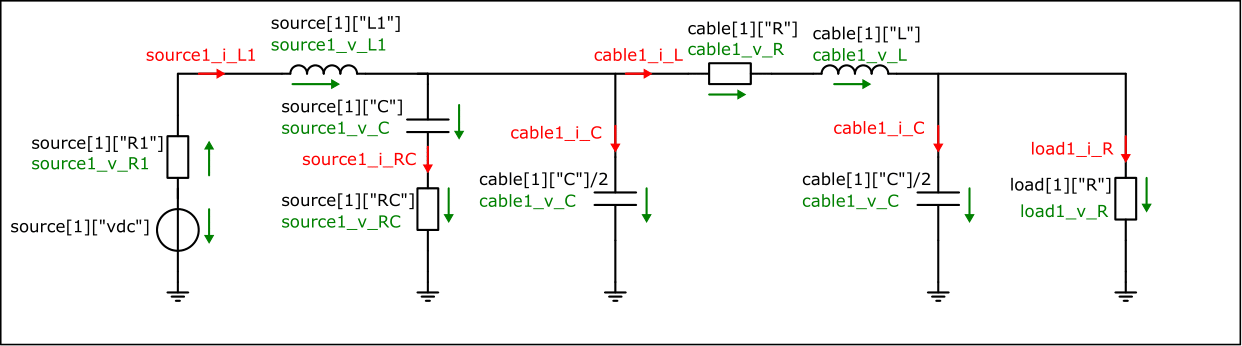 source[1]["L1"]
source1_v_L1
source1_i_L1
cable[1]["R"]
cable1_v_R
cable1_i_L
cable[1]["L"]
cable1_v_L
source[1]["C"]
source1_v_C
source[1]["R1"]
source1_v_R1
source1_i_RC
cable1_i_C
cable1_i_C
load1_i_R
source[1]["RC"]
source1_v_RC
cable[1]["C"]/2
cable1_v_C
cable[1]["C"]/2
cable1_v_C
load[1]["R"]
load1_v_R
source[1]["vdc"]